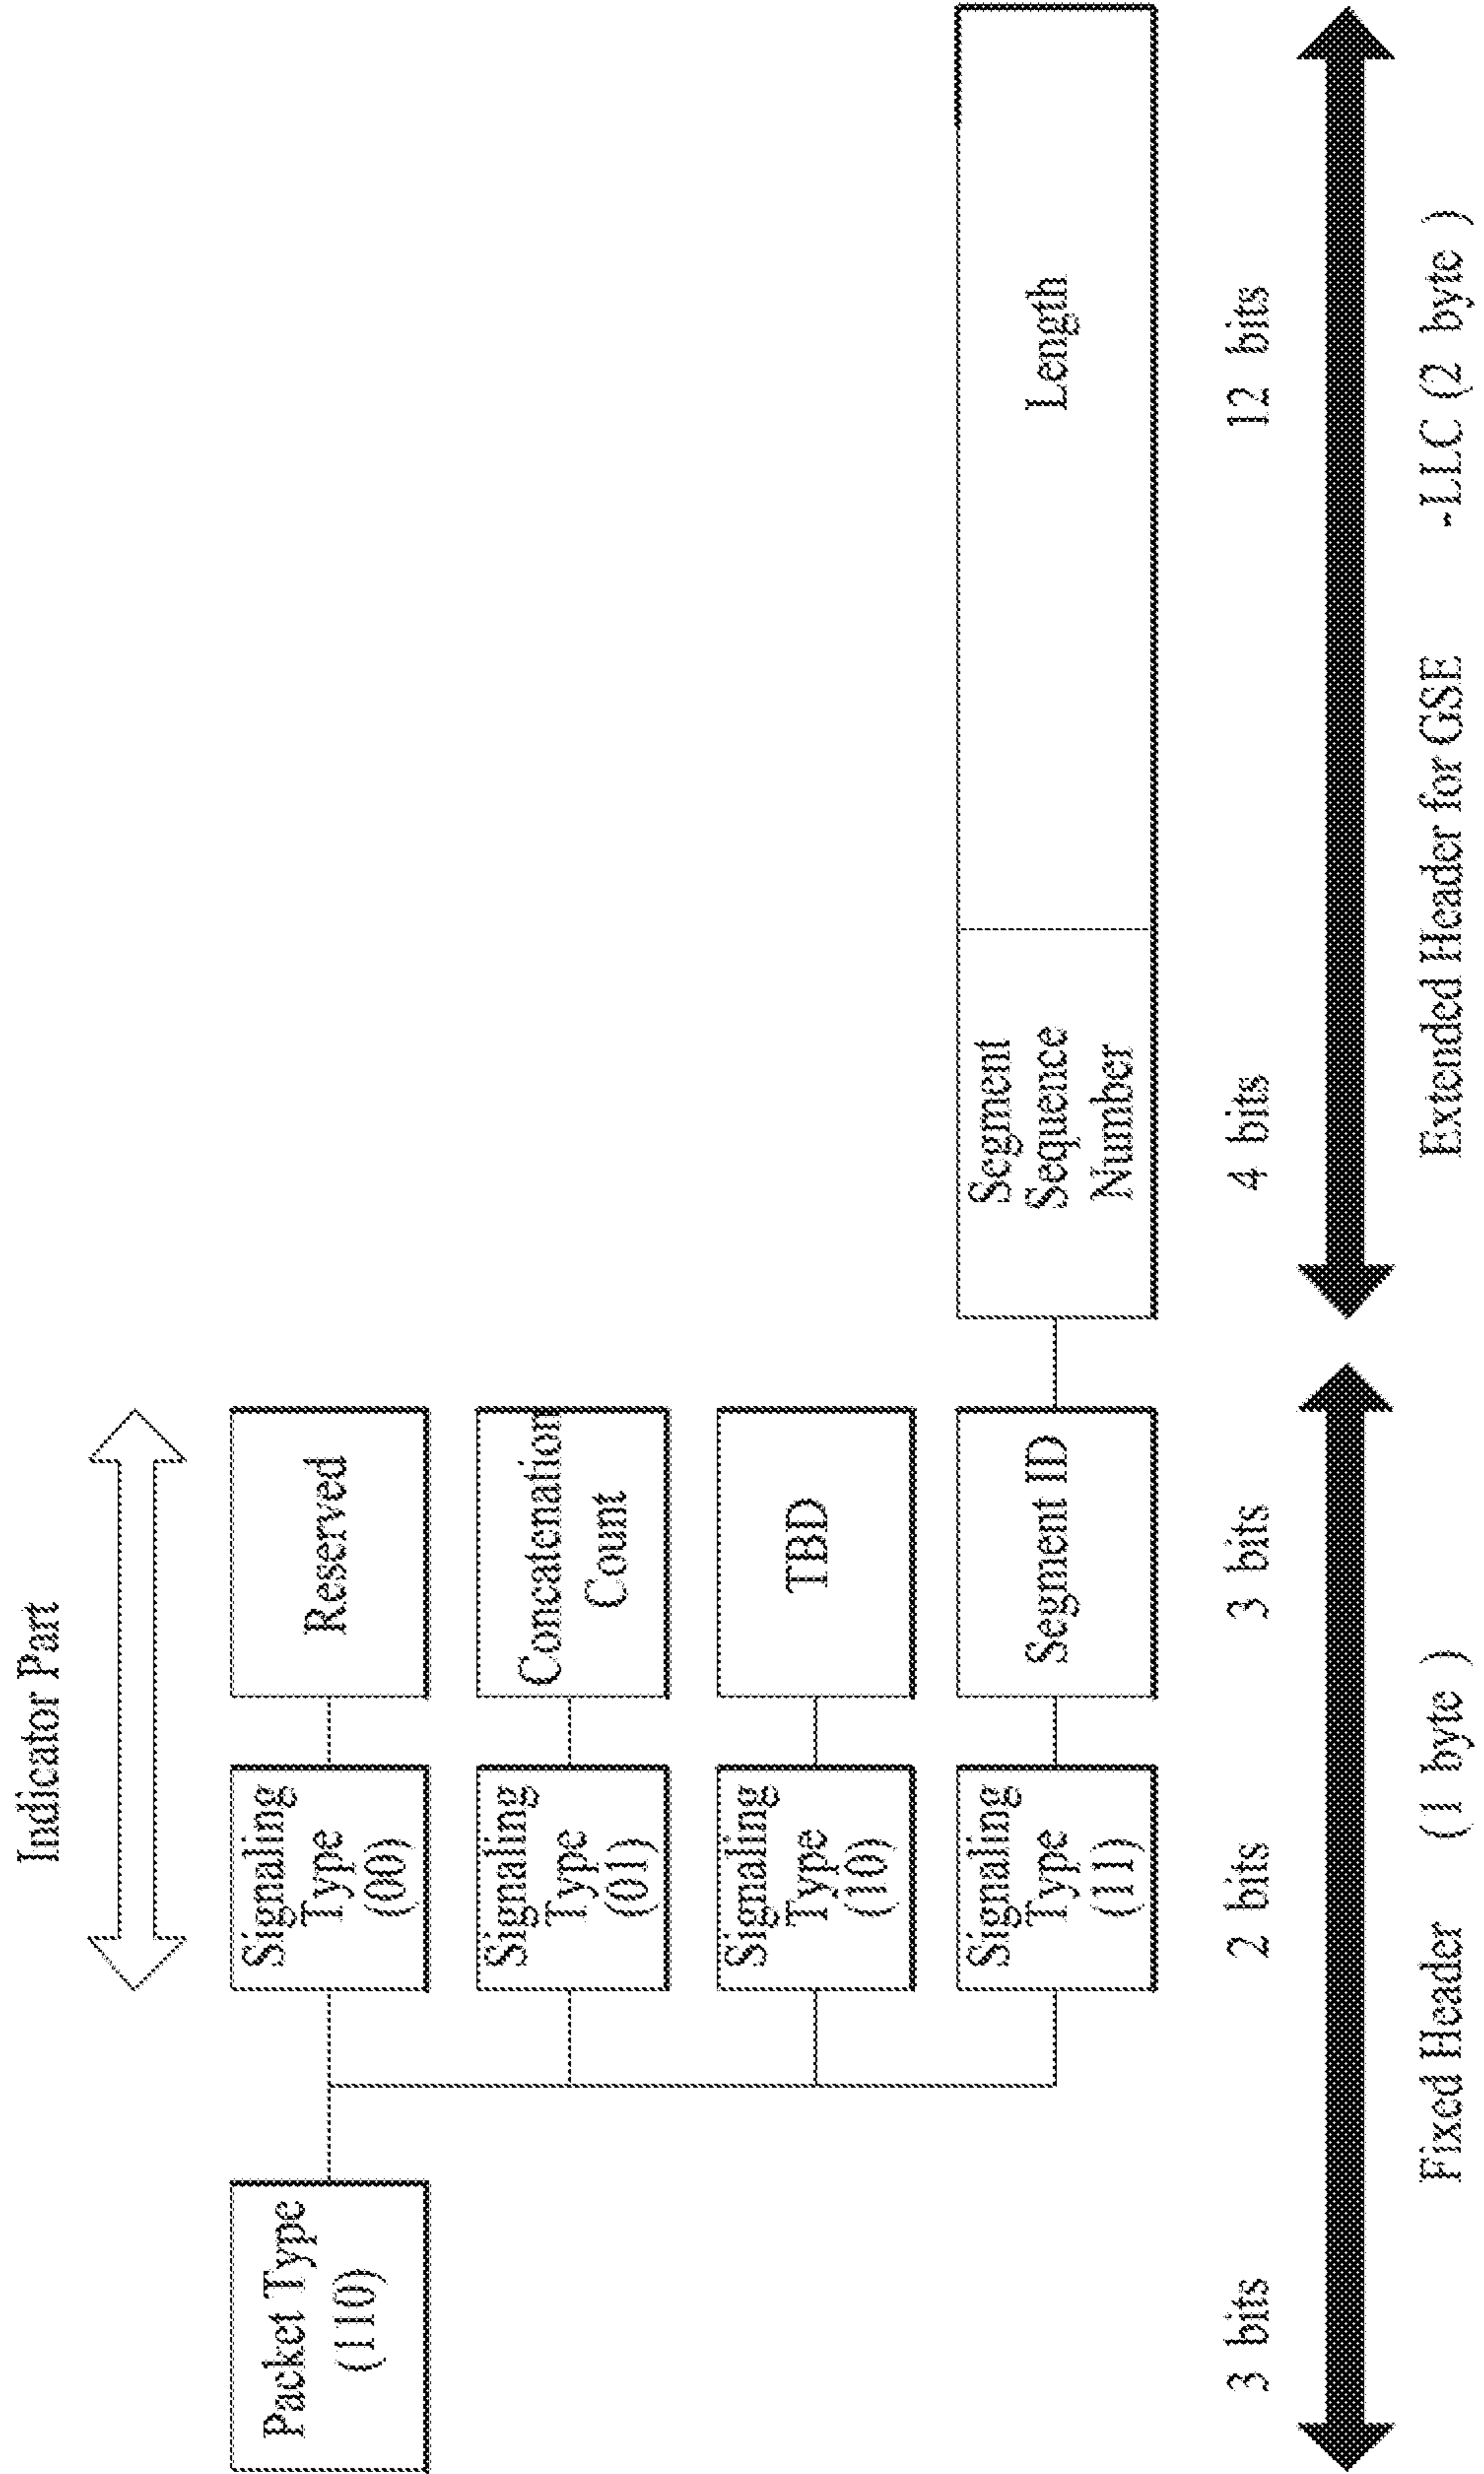 Indicator Part
Packet Type
(110)
Signaling
Type
(00)
Reserved
Signaling
Type
(01)
Concatenation
Count
Signaling
Type
(10)
TBD
Signaling
Type
(11)
Segment ID
Segment
Sequence
Number
Length
3 bits
2 bits
3 bits
4 bits
12 bits
Fixed Header (1 byte )
Extended Header for GSE -LLC (2 byte )